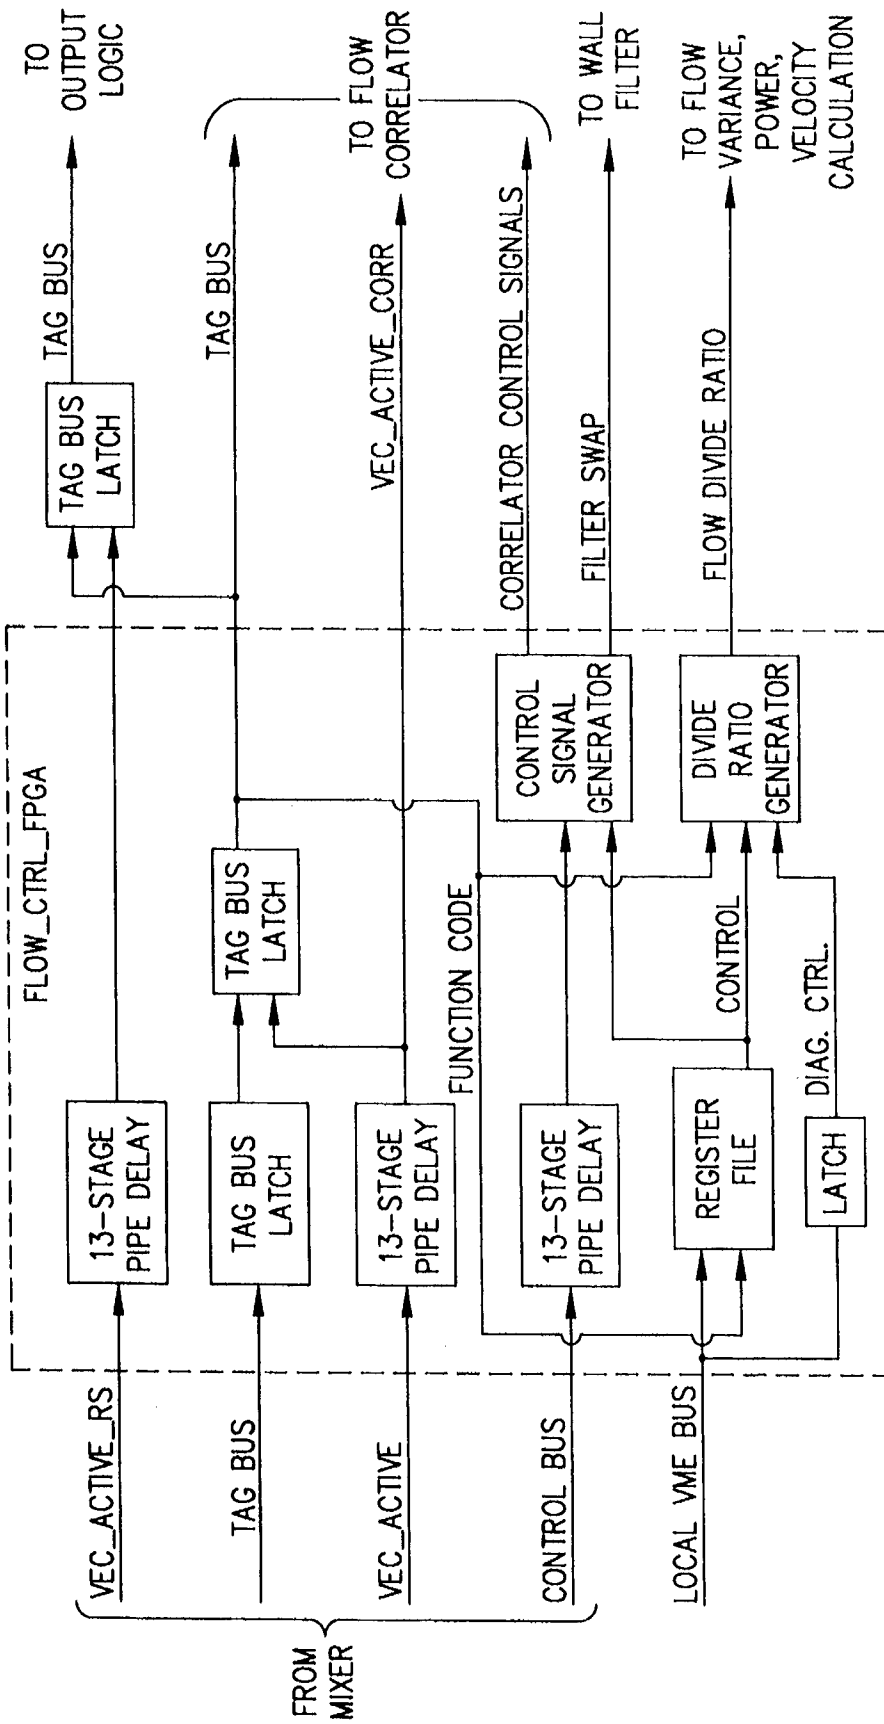 FROM
MIXER
VEC_ACTIVE_RS
TAG BUS
VEC_ACTIVE
CONTROL BUS
LOCAL VME BUS
FLOW_CTRL_FPGA
13-STAGE
PIPE DELAY
TAG BUS
LATCH
13-STAGE
PIPE DELAY
13-STAGE
PIPE DELAY
REGISTER
FILE
LATCH
TAG BUS
LATCH
FUNCTION CODE
CONTROL
DIAG. CTRL.
CONTROL
SIGNAL
GENERATOR
DIVIDE
RATIO
GENERATOR
TAG BUS
LATCH
TAG BUS
TAG BUS
VEC_ACTIVE_CORR
CORRELATOR CONTROL SIGNALS
FILTER SWAP
FLOW DIVIDE RATIO
TO
OUTPUT
LOGIC
TO FLOW
CORRELATOR
TO WALL
FILTER
TO FLOW
VARIANCE,
POWER,
VELOCITY
CALCULATION